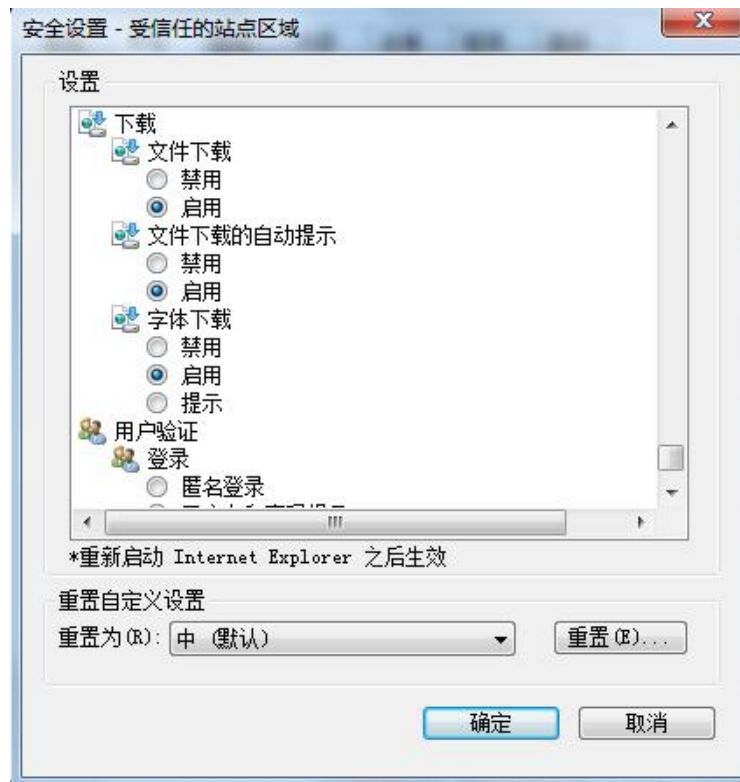 安全设置 - 受信任的站点区域
设置
下载
文件下载
禁用
启用
文件下载的自动提示
禁用
启用
字体下载
禁用
启用
提示
用户验证
登录
匿名登录
*重新启动 Internet Explorer 之后生效
重置自定义设置
重置为(R): 中 (默认) 重置(E)...
确定 取消